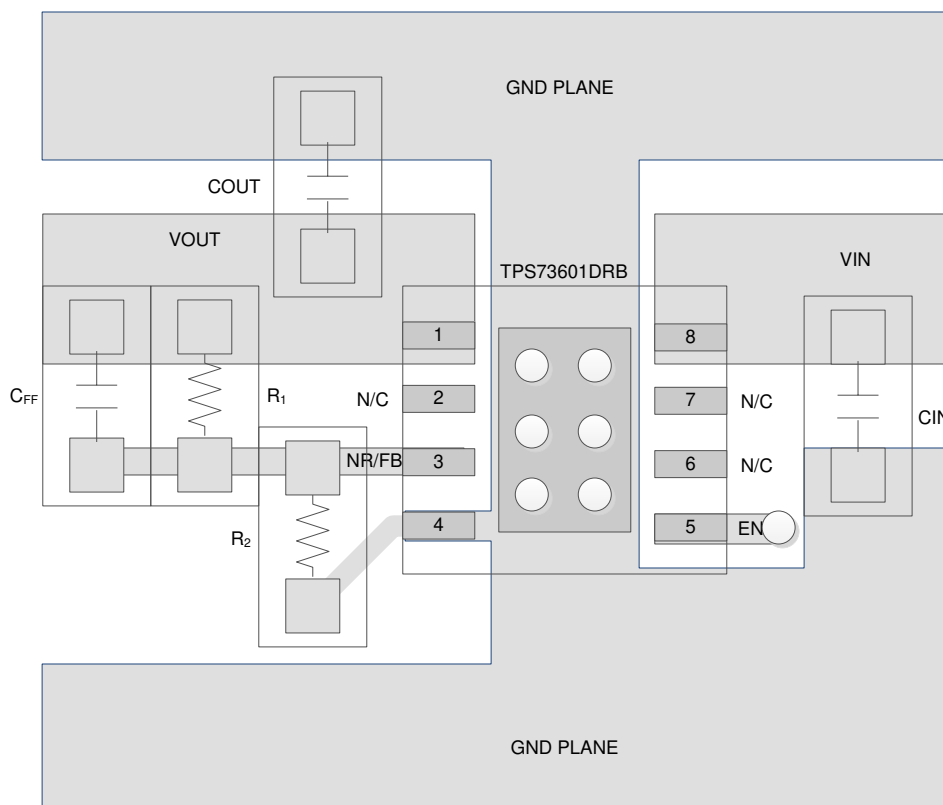 GND PLANE
COUT
VOUT
TPS73601DRB
VIN
1
8
CFF
R1
N/C
2
7
N/C
CIN
NR/FB
3
6
N/C
R2
4
5
EN
GND PLANE